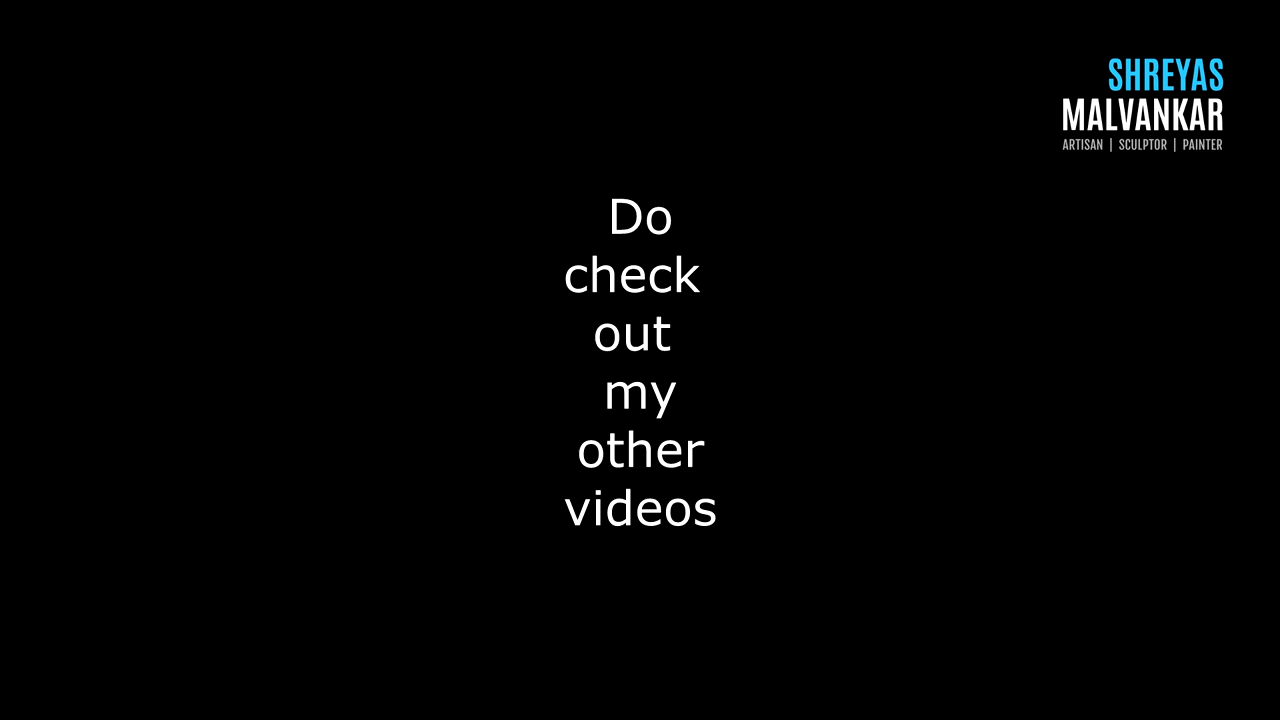 SHREYAS
MALVANKAR
ARTISAN | SCULPTOR | PAINTER
Do
check
out
my
other
videos